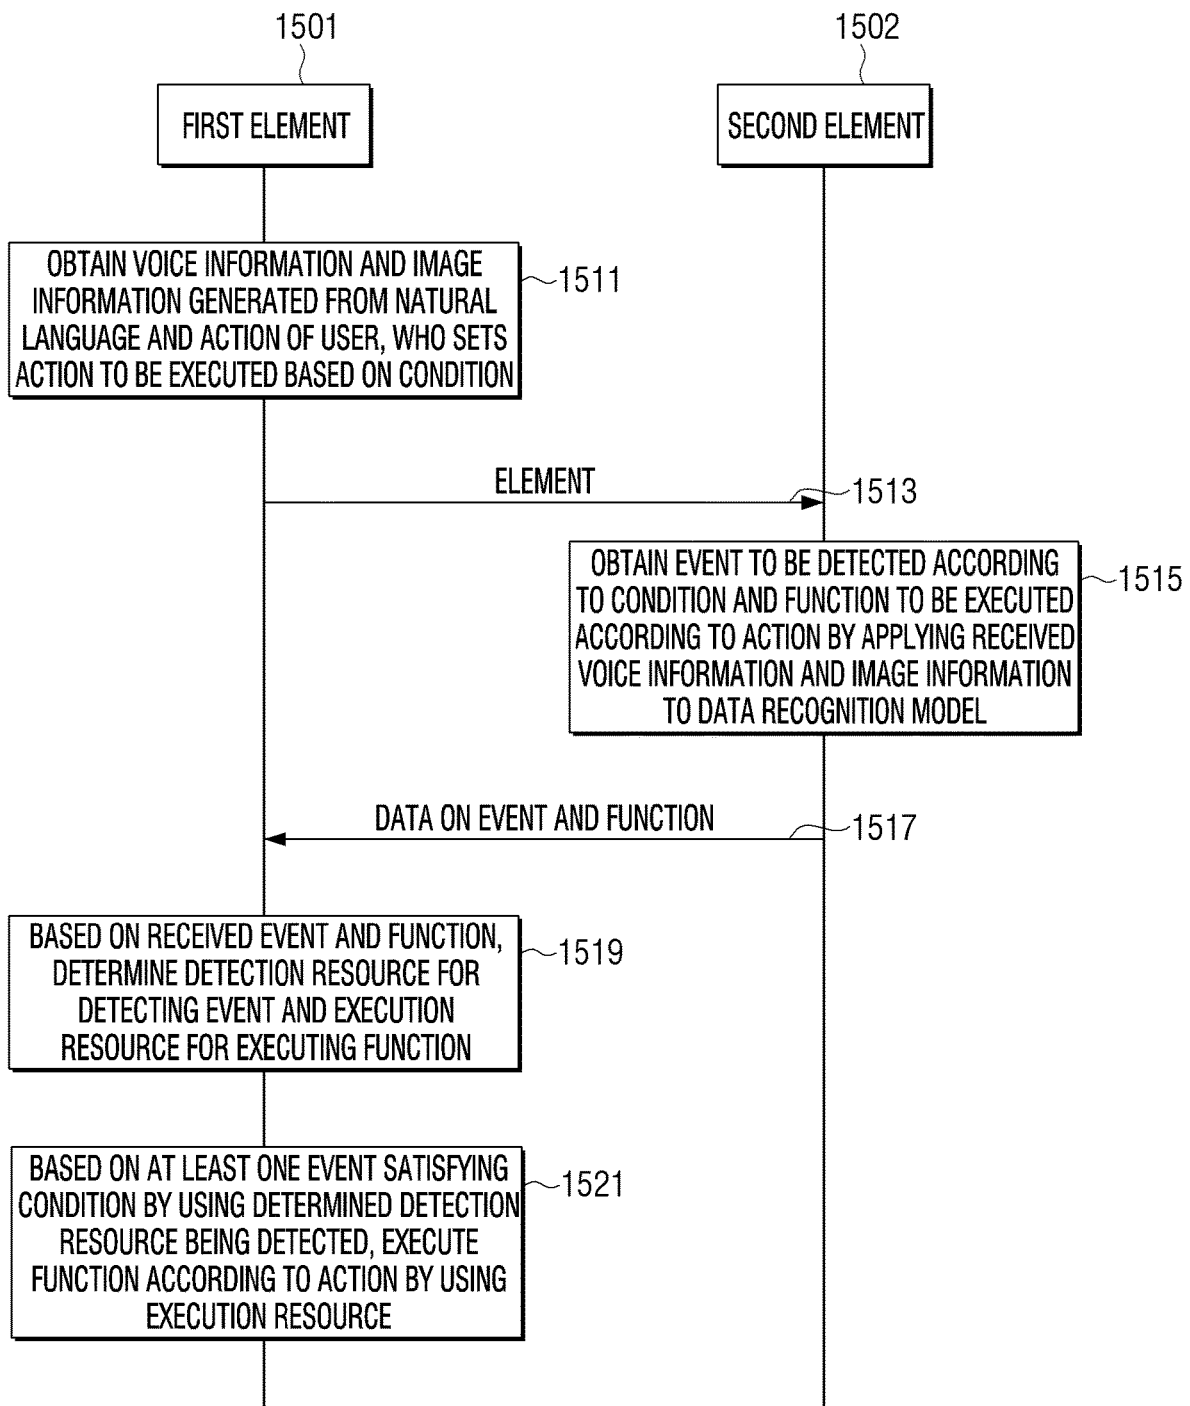 1501
1502
FIRST ELEMENT
SECOND ELEMENT
OBTAIN VOICE INFORMATION AND IMAGE
INFORMATION GENERATED FROM NATURAL
LANGUAGE AND ACTION OF USER, WHO SETS
ACTION TO BE EXECUTED BASED ON CONDITION
1511
ELEMENT
1513
OBTAIN EVENT TO BE DETECTED ACCORDING
TO CONDITION AND FUNCTION TO BE EXECUTED
ACCORDING TO ACTION BY APPLYING RECEIVED
VOICE INFORMATION AND IMAGE INFORMATION
TO DATA RECOGNITION MODEL
1515
DATA ON EVENT AND FUNCTION
1517
BASED ON RECEIVED EVENT AND FUNCTION,
DETERMINE DETECTION RESOURCE FOR
DETECTING EVENT AND EXECUTION
RESOURCE FOR EXECUTING FUNCTION
1519
BASED ON AT LEAST ONE EVENT SATISFYING
CONDITION BY USING DETERMINED DETECTION
RESOURCE BEING DETECTED, EXECUTE
FUNCTION ACCORDING TO ACTION BY USING
EXECUTION RESOURCE
1521